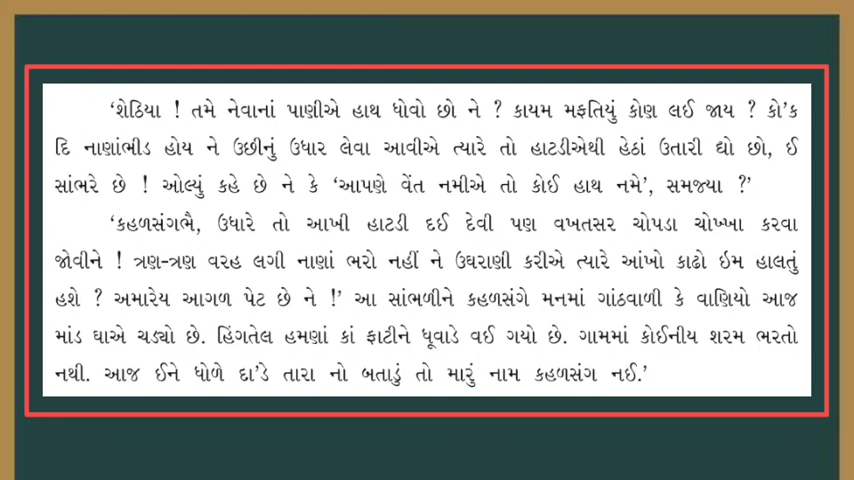 ‘શેઠિયા ! તમે નેવાનાં પાણીએ હાથ ધોવો છો ને ? કાયમ મફતિયું કોણ લઈ જાય ? કો’ક
દિ નાણાંભીડ હોય ને ઉછીનું ઉધાર લેવા આવીએ ત્યારે તો હાટડીએથી હેઠાં ઉતારી દ્યો છો, ઈ
સાંભરે છે ! ઓલ્યું કહે છે ને કે ‘આપણે વેંત નમીએ તો કોઈ હાથ નમે’, સમજ્યા ?’
‘કહળસંગભૈ, ઉધારે તો આખી હાટડી દઈ દેવી પણ વખતસર ચોપડા ચોખ્ખા કરવા
જોવીને ! ત્રણ-ત્રણ વરહ લગી નાણાં ભરો નહીં ને ઉઘરાણી કરીએ ત્યારે આંખો કાઢો ઇમ હાલતું
હશે ? અમારેય આગળ પેટ છે ને !’ આ સાંભળીને કહળસંગે મનમાં ગાંઠવાળી કે વાણિયો આજ
માંડ ઘાએ ચડ્યો છે. હિંગતેલ હમણાં કાં ફાટીને ધૂવાડે વઈ ગયો છે. ગામમાં કોઈનીય શરમ ભરતો
નથી. આજ ઈને ધોળે દા’ડે તારા નો બતાડું તો મારું નામ કહળસંગ નઈ.’